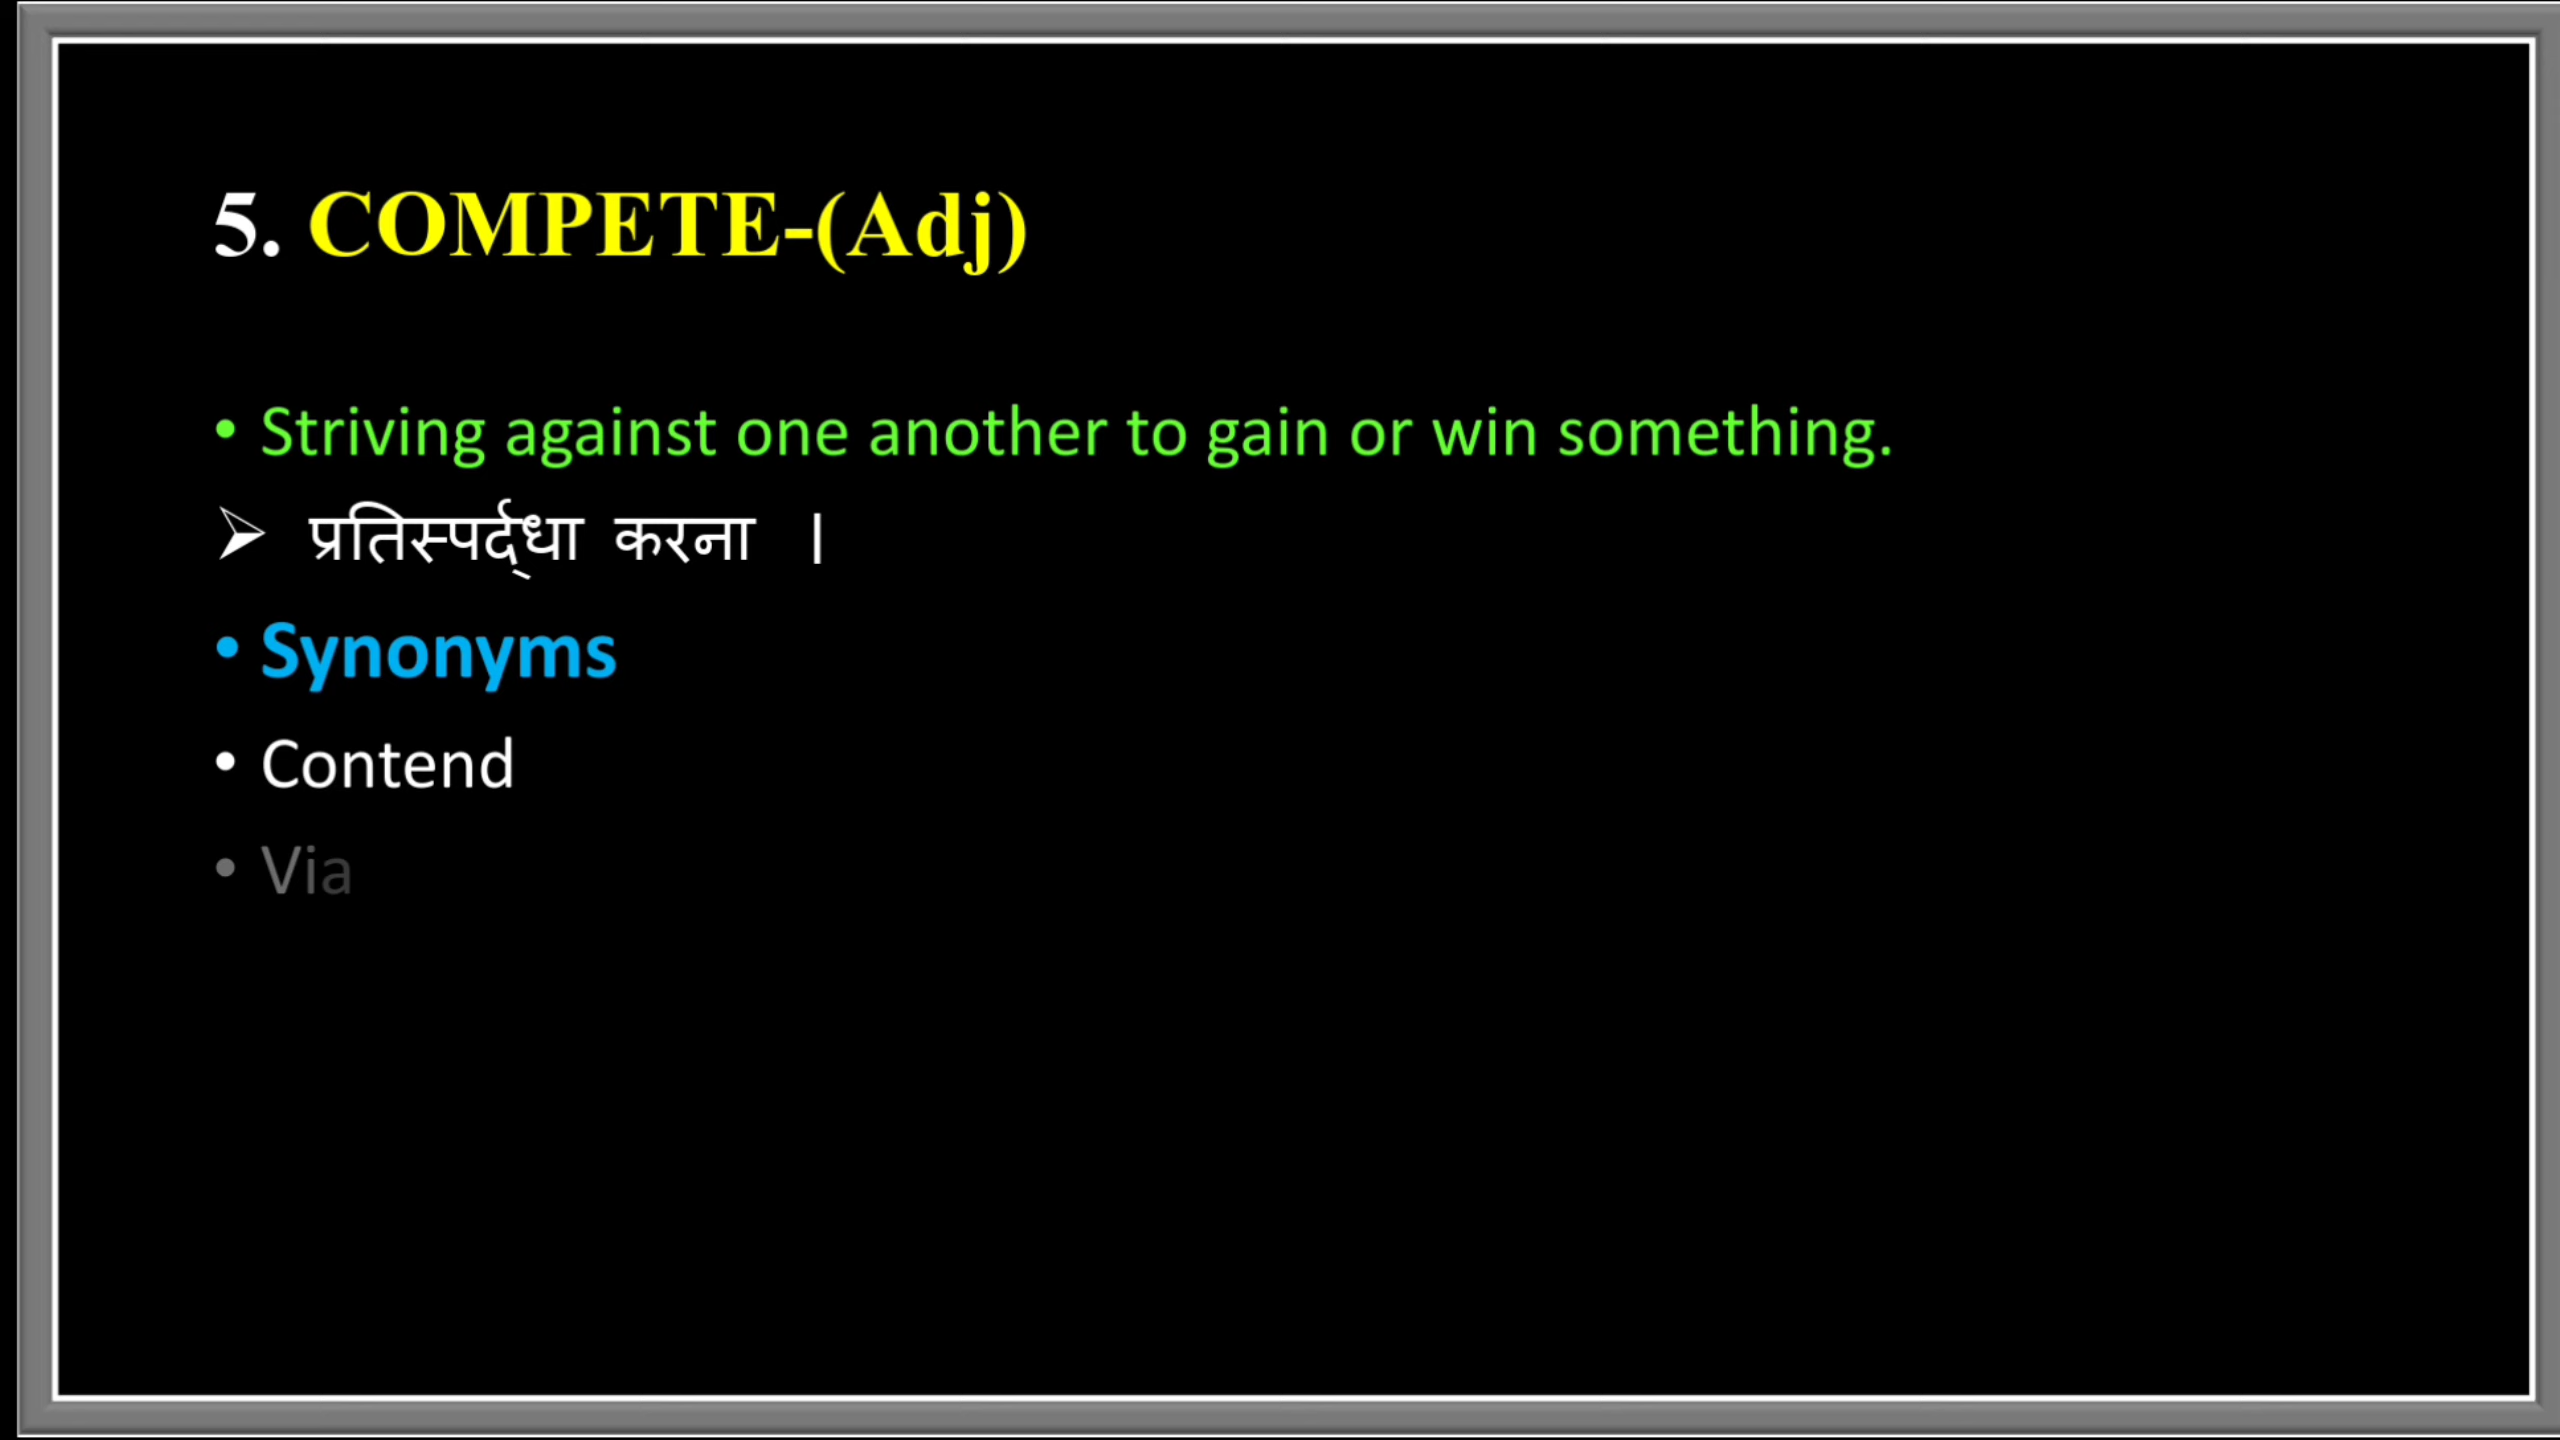 5. COMPETE-(Adj)
• Striving against one another to gain or win something.
➢ प्रतिस्पर्द्धा करना ।
• Synonyms
• Contend
• Via